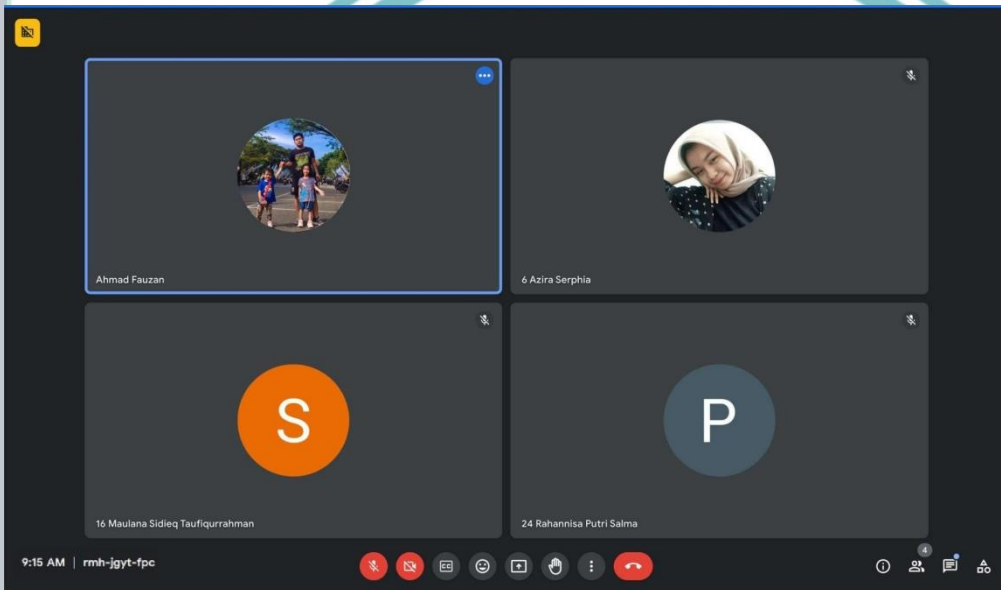 Ahmad Fauzan
6 Azira Serphia
S
P
16 Maulana Sidieq Taufiqurrahman
24 Rahannisa Putri Salma
9:15 AM | rmh-jgyt-fpc
CC
4